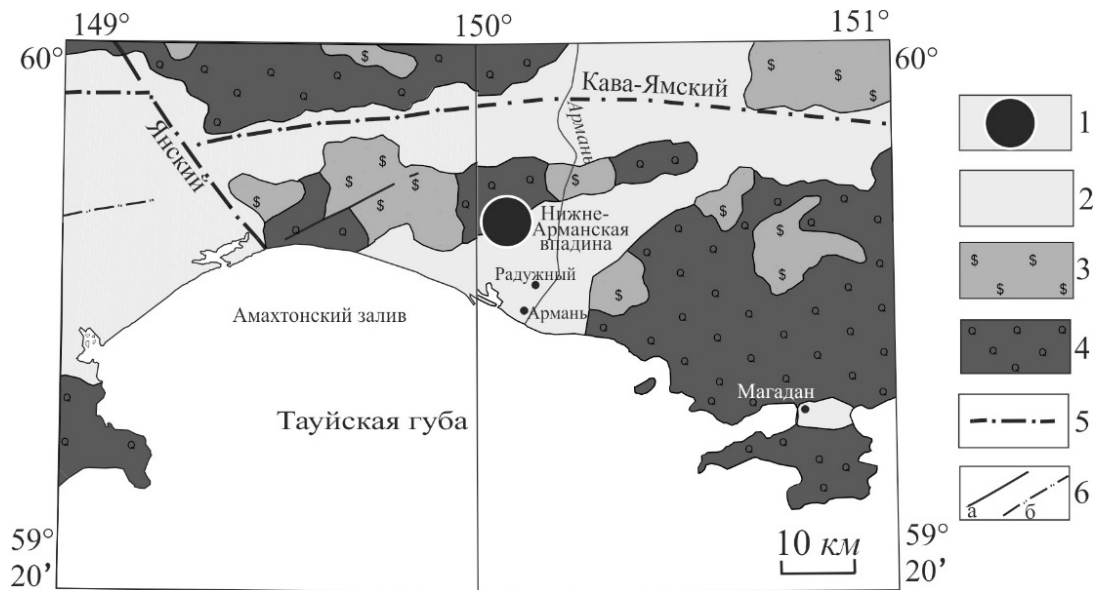 149°
150°
151°
60°
60°
Кава-Ямский
Янский
Армань
Нижне-
Арманская
впадина
Радужный
Армань
Амахтонский залив
Магадан
Тауйская губа
59°
20’
59°
20’
10 км
1
2
3
4
5
а
б
6